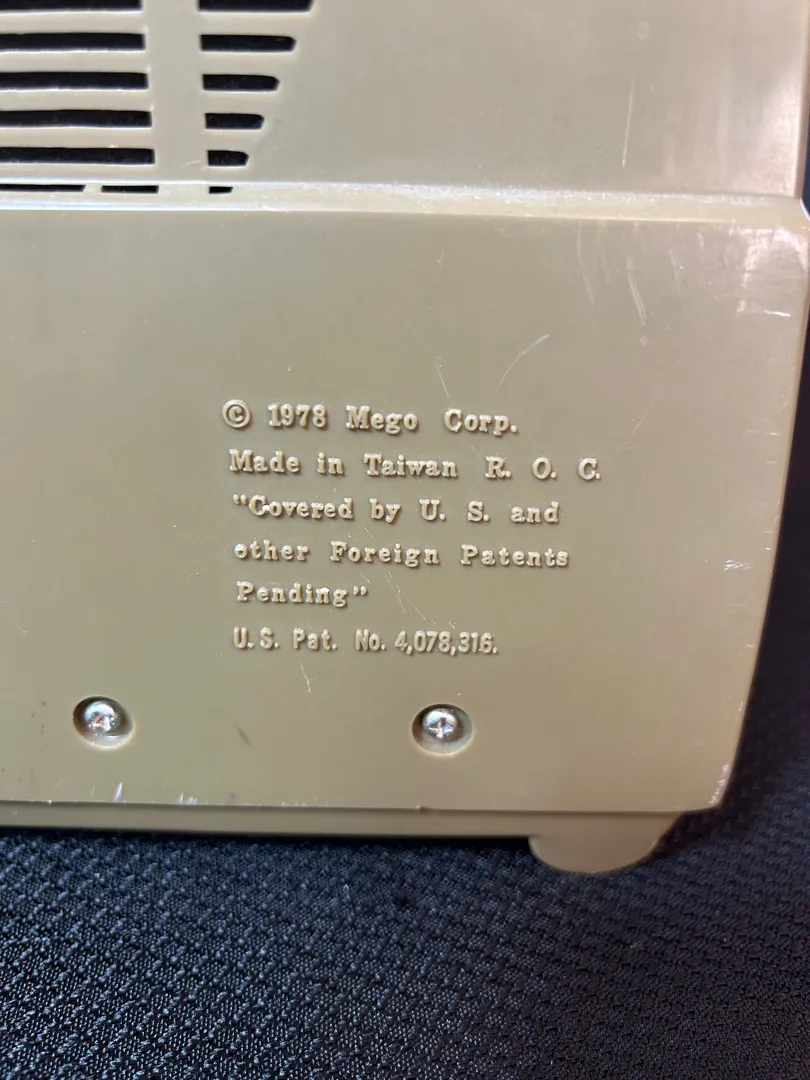 © 1978 Mego Corp.
Made in Taiwan R. O. C.
"Covered by U. S. and
other Foreign Patents
Pending"
U.S. Pat. No. 4,078,316.